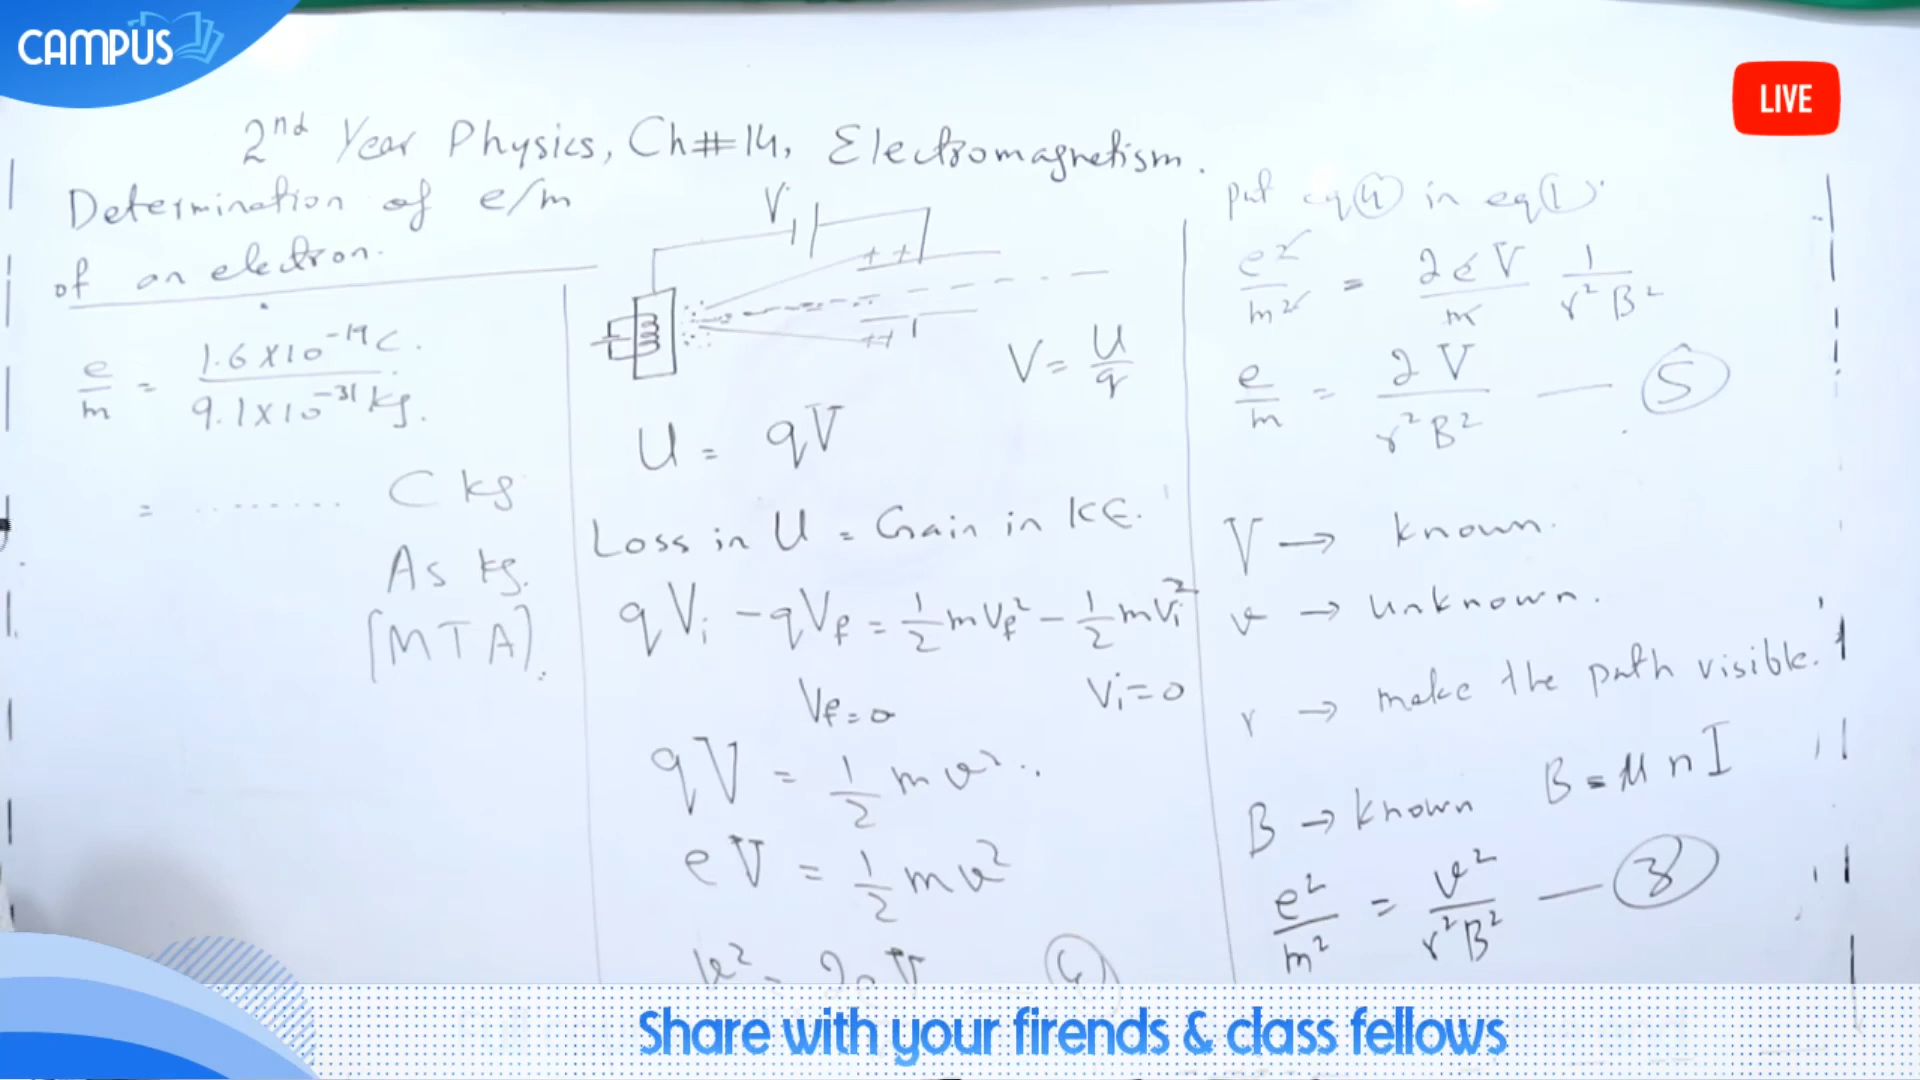 CAMPUS
LIVE
2nd Year Physics, Ch#14, Electromagnetism.
Determination of e/m
of an electron.
e/m = 1.6 x 10^-19 C. / 9.1 x 10^-31 kg.
= ........ C kg
As kg.
[MTA].
V
+ +
V = U/q
U = qV
Loss in U = Gain in KE.
qVi - qVf = 1/2 mVf² - 1/2 mVi²
Vf = 0 Vi = 0
qV = 1/2 mv²
eV = 1/2 mv²
v² = 2eV 4
put eq 4 in eq 1.
e²/m² = 2eV/m 1/r²B²
e/m = 2V/r²B² — 5
V → known.
v → unknown.
r → make the path visible.
B → known B = μnI
e²/m² = v²/r²B² — 3
Share with your firends & class fellows